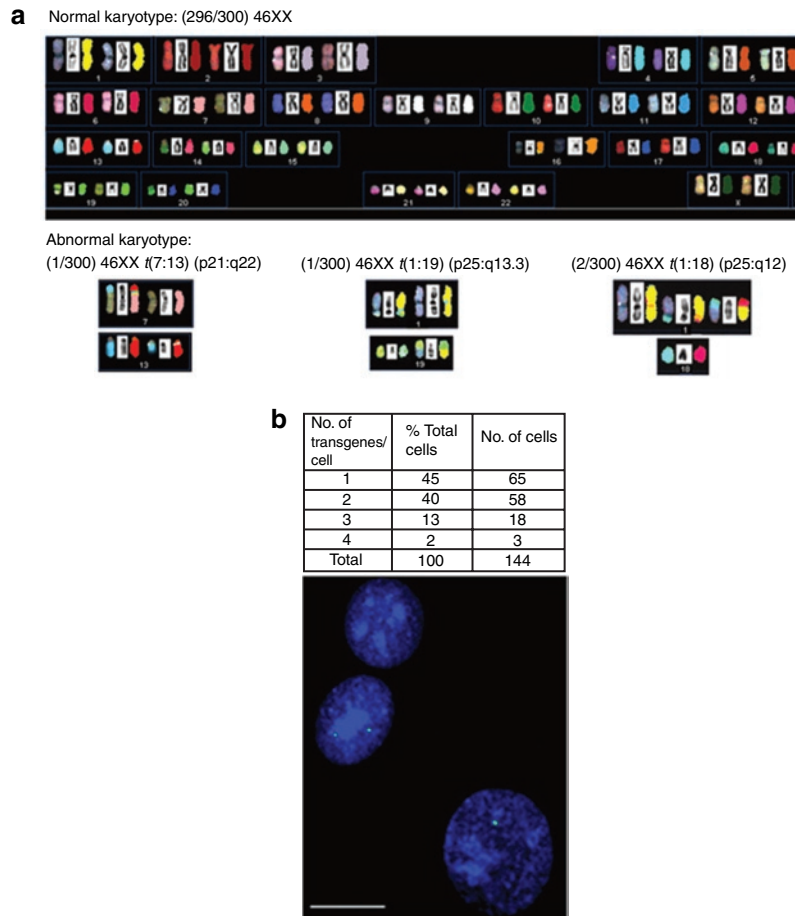 a
Normal karyotype: (296/300) 46XX
1 2 3 4 5
6 7 8 9 10 11 12
13 14 15 16 17 18
19 20 21 22 X
Abnormal karyotype:
(1/300) 46XX t(7:13) (p21:q22) (1/300) 46XX t(1:19) (p25:q13.3) (2/300) 46XX t(1:18) (p25:q12)
7 1 1
13 19 18
b
No. of transgenes/ cell % Total cells No. of cells
1 45 65
2 40 58
3 13 18
4 2 3
Total 100 144